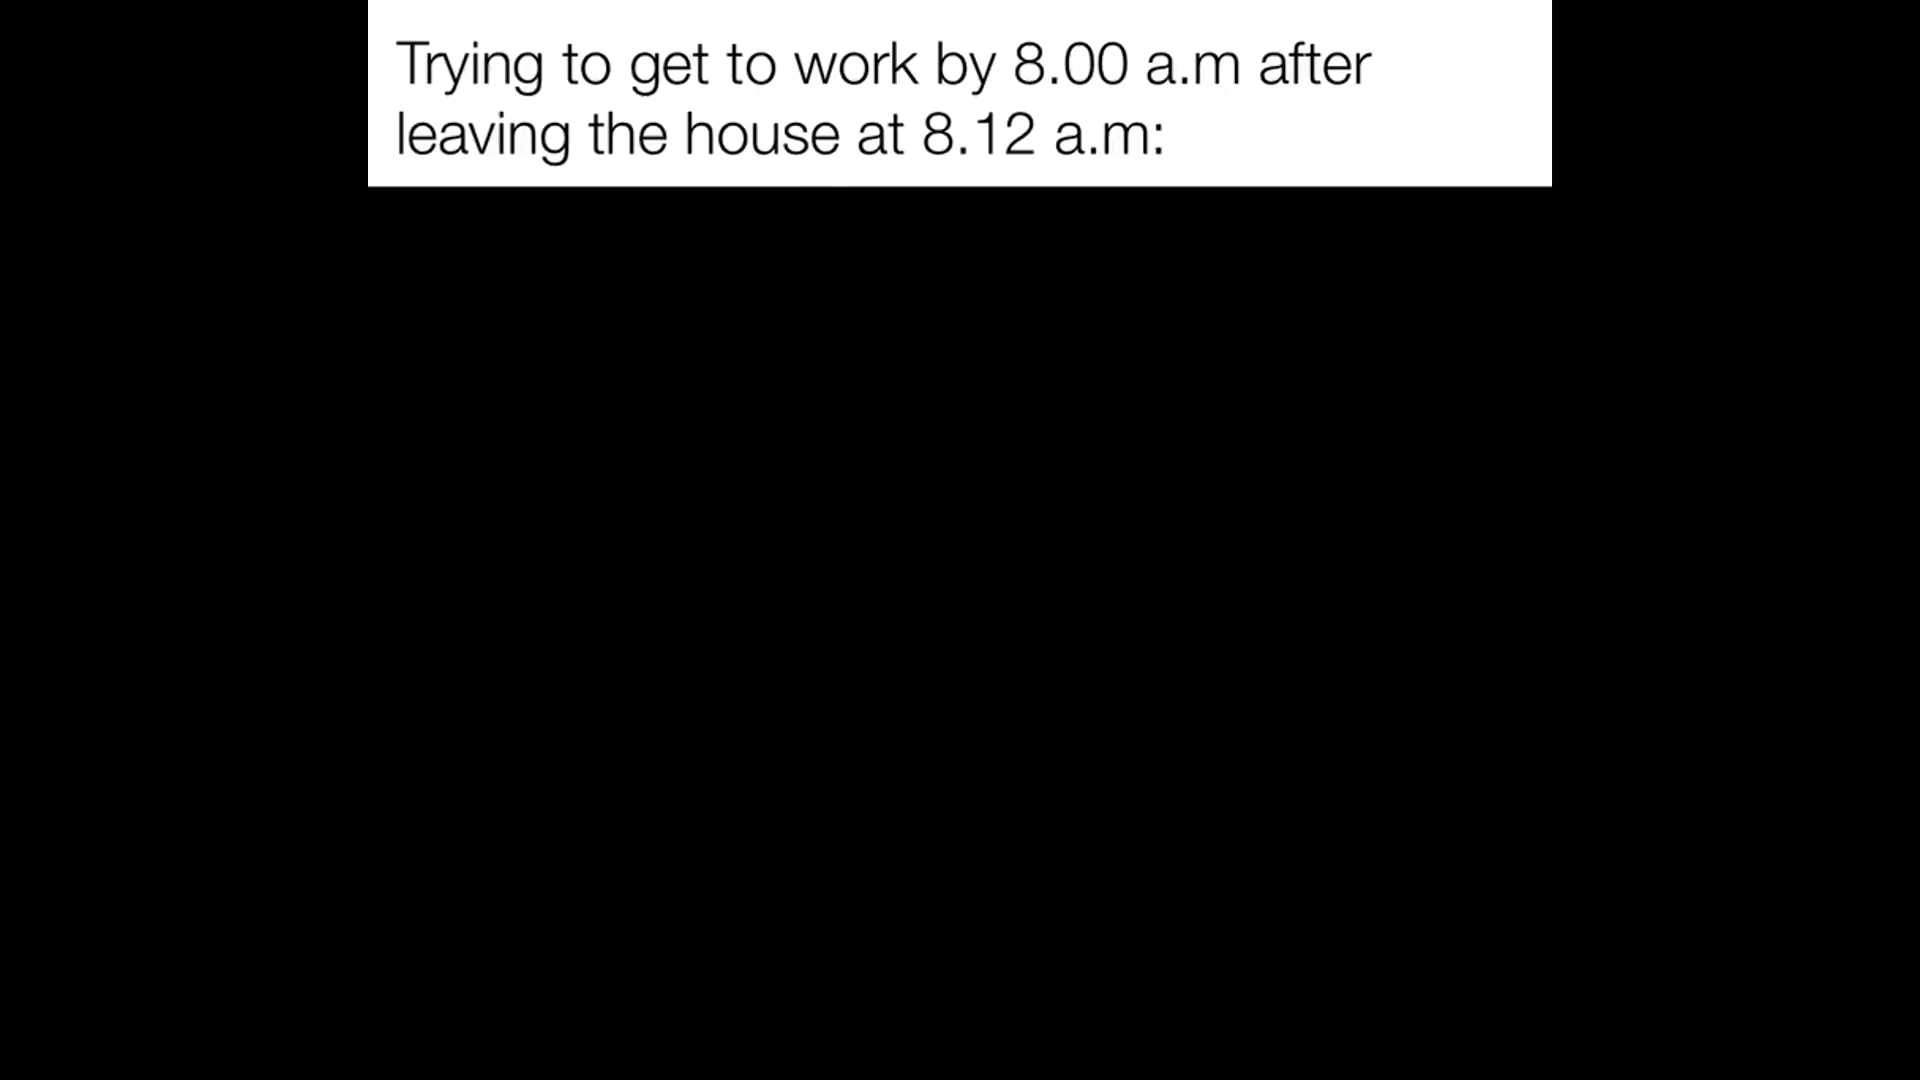 Trying to get to work by 8.00 a.m after
leaving the house at 8.12 a.m: